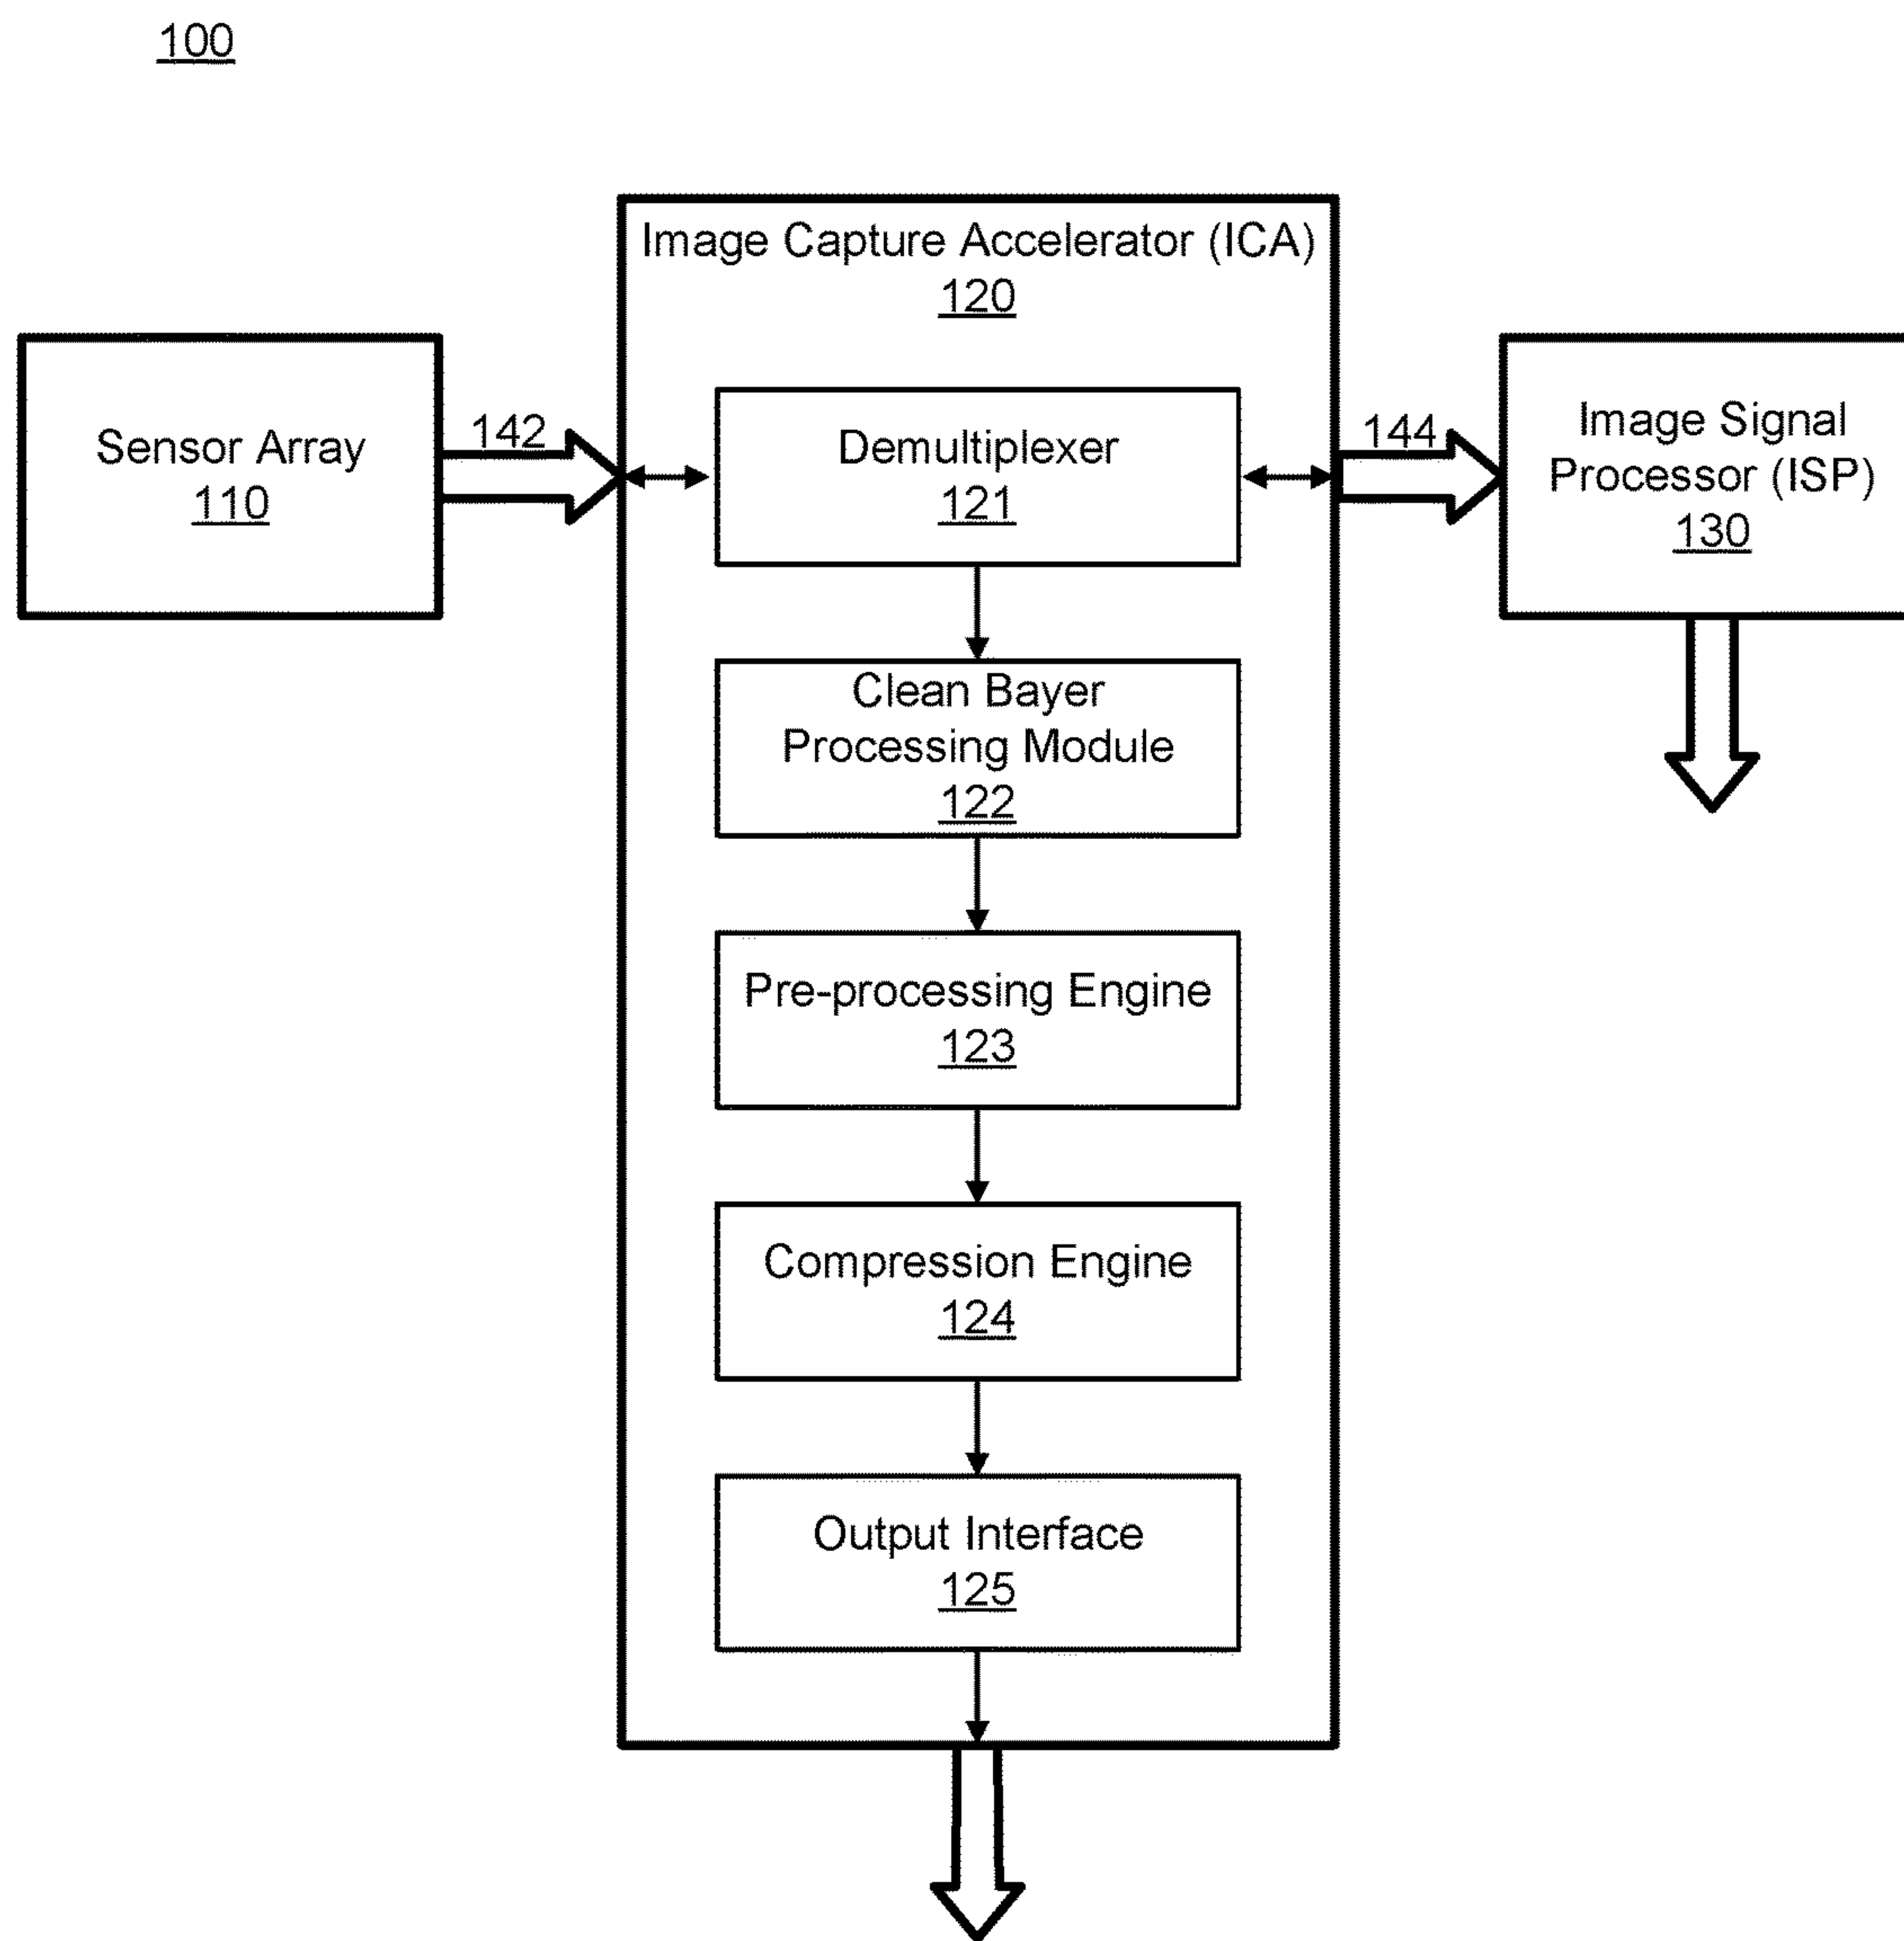 100
Image Capture Accelerator (ICA)
120
Sensor Array
110
142
Demultiplexer
121
144
Image Signal
Processor (ISP)
130
Clean Bayer
Processing Module
122
Pre-processing Engine
123
Compression Engine
124
Output Interface
125